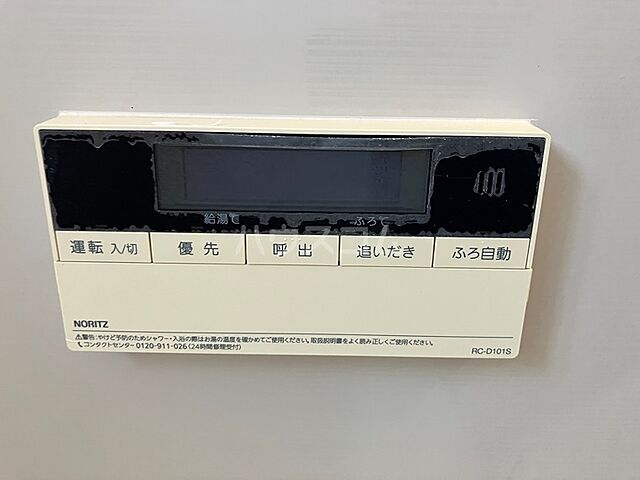 給湯℃ ふろ℃
運転 入/切 優先 呼出 追いだき ふろ自動
NORITZ
⚠警告:やけど予防のためシャワー・入浴の際はお湯の温度を確かめてご使用ください。取扱説明書をよく読み正しくご使用ください。
コンタクトセンター 0120-911-026(24時間修理受付)
RC-D101S